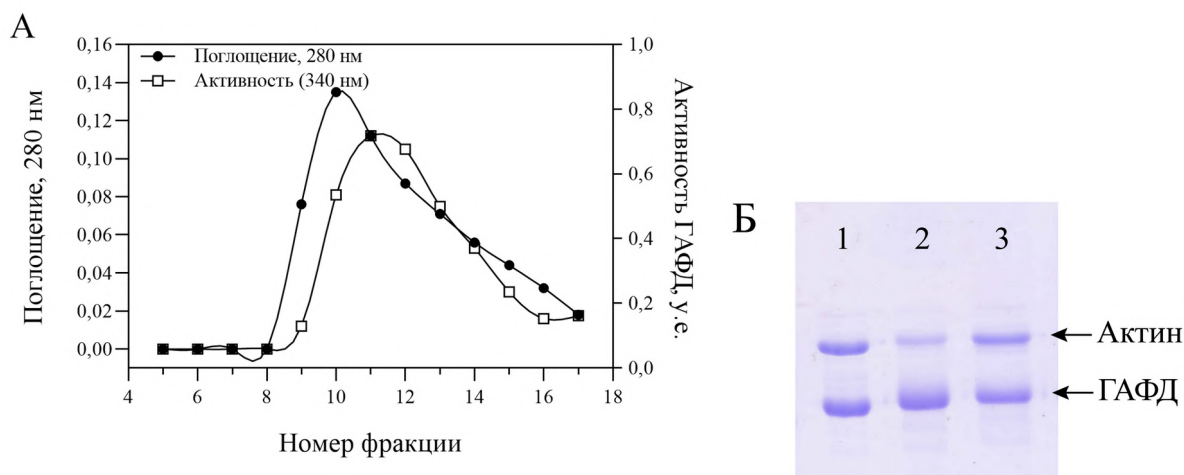 А
0,16
0,14
0,12
0,10
0,08
0,06
0,04
0,02
0,00
Поглощение, 280 нм
Поглощение, 280 нм
Активность (340 нм)
1,0
0,8
0,6
0,4
0,2
0,0
Активность ГАФД, у.е.
4 6 8 10 12 14 16 18
Номер фракции
Б
1 2 3
Актин
ГАФД